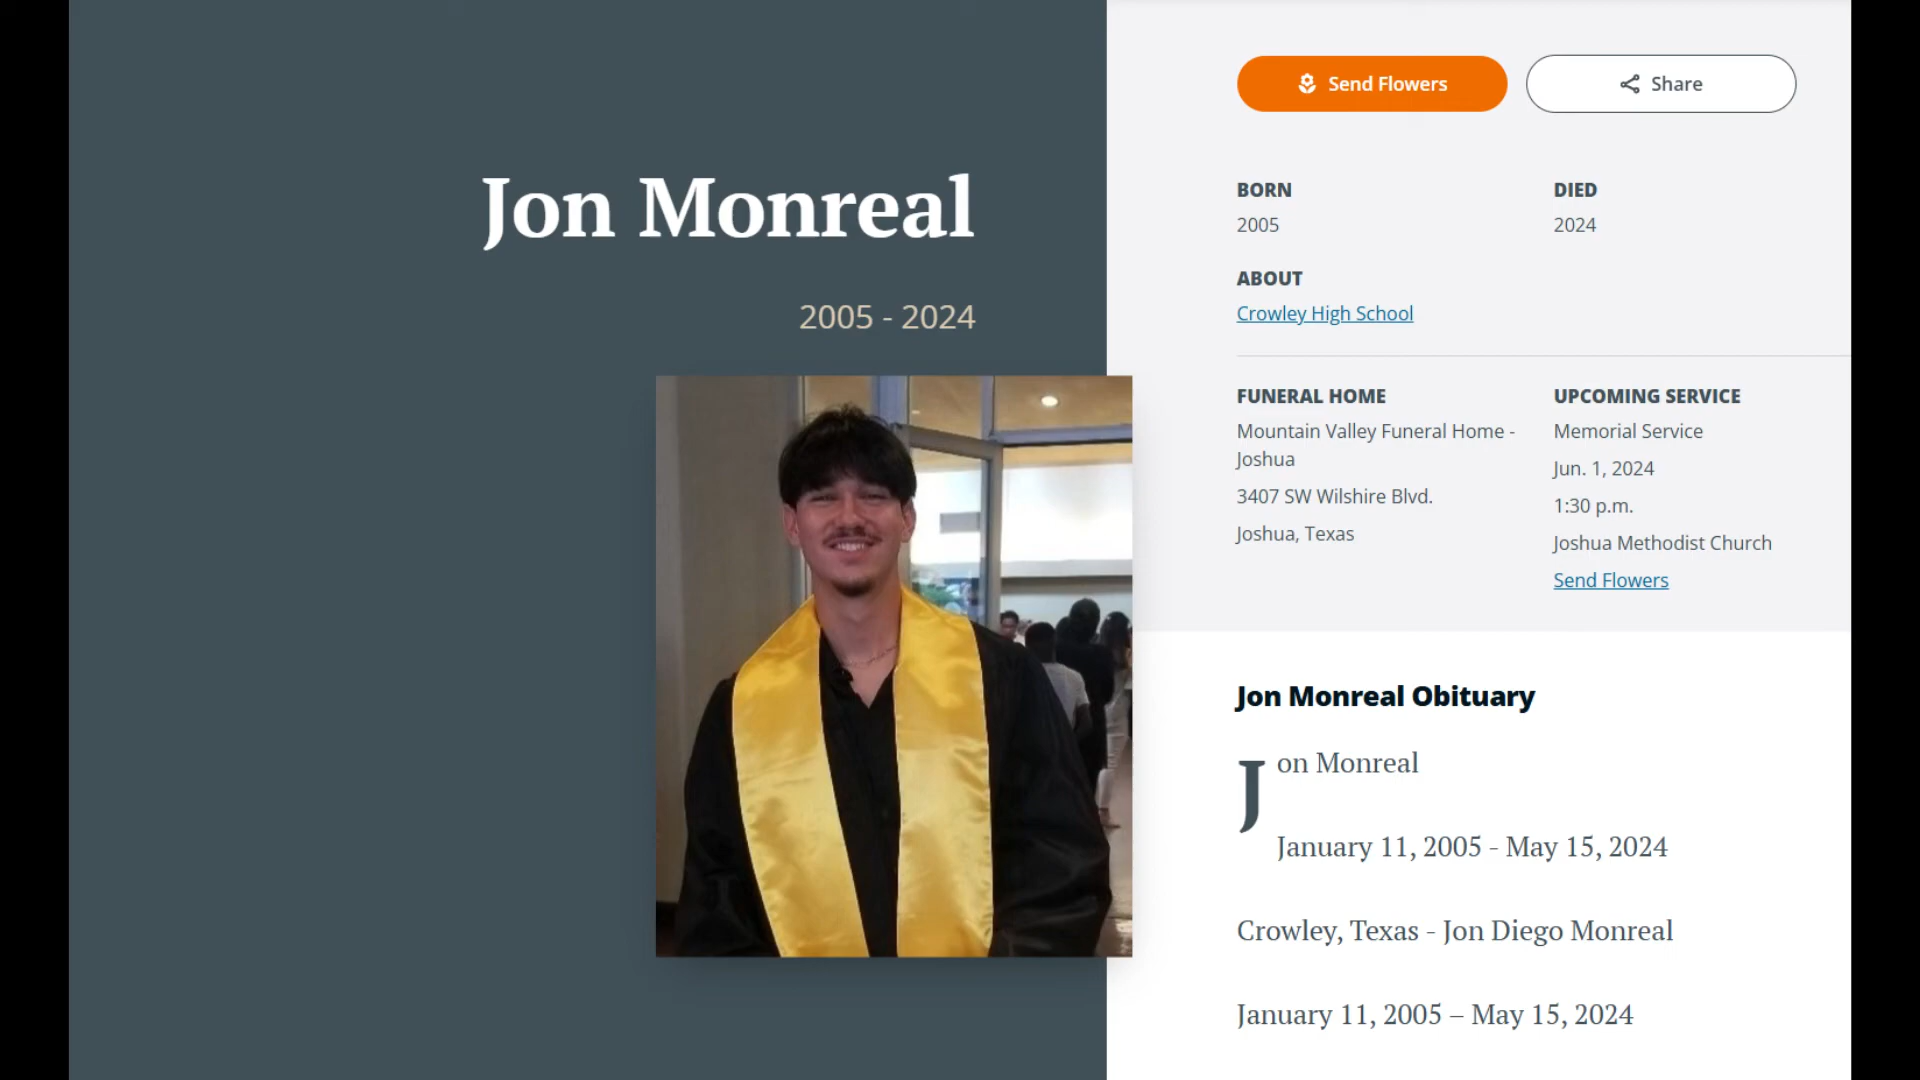 Jon Monreal
2005 - 2024
Send Flowers
Share
BORN
2005
DIED
2024
ABOUT
Crowley High School
FUNERAL HOME
Mountain Valley Funeral Home -
Joshua
3407 SW Wilshire Blvd.
Joshua, Texas
UPCOMING SERVICE
Memorial Service
Jun. 1, 2024
1:30 p.m.
Joshua Methodist Church
Send Flowers
Jon Monreal Obituary
Jon Monreal
January 11, 2005 - May 15, 2024
Crowley, Texas - Jon Diego Monreal
January 11, 2005 – May 15, 2024